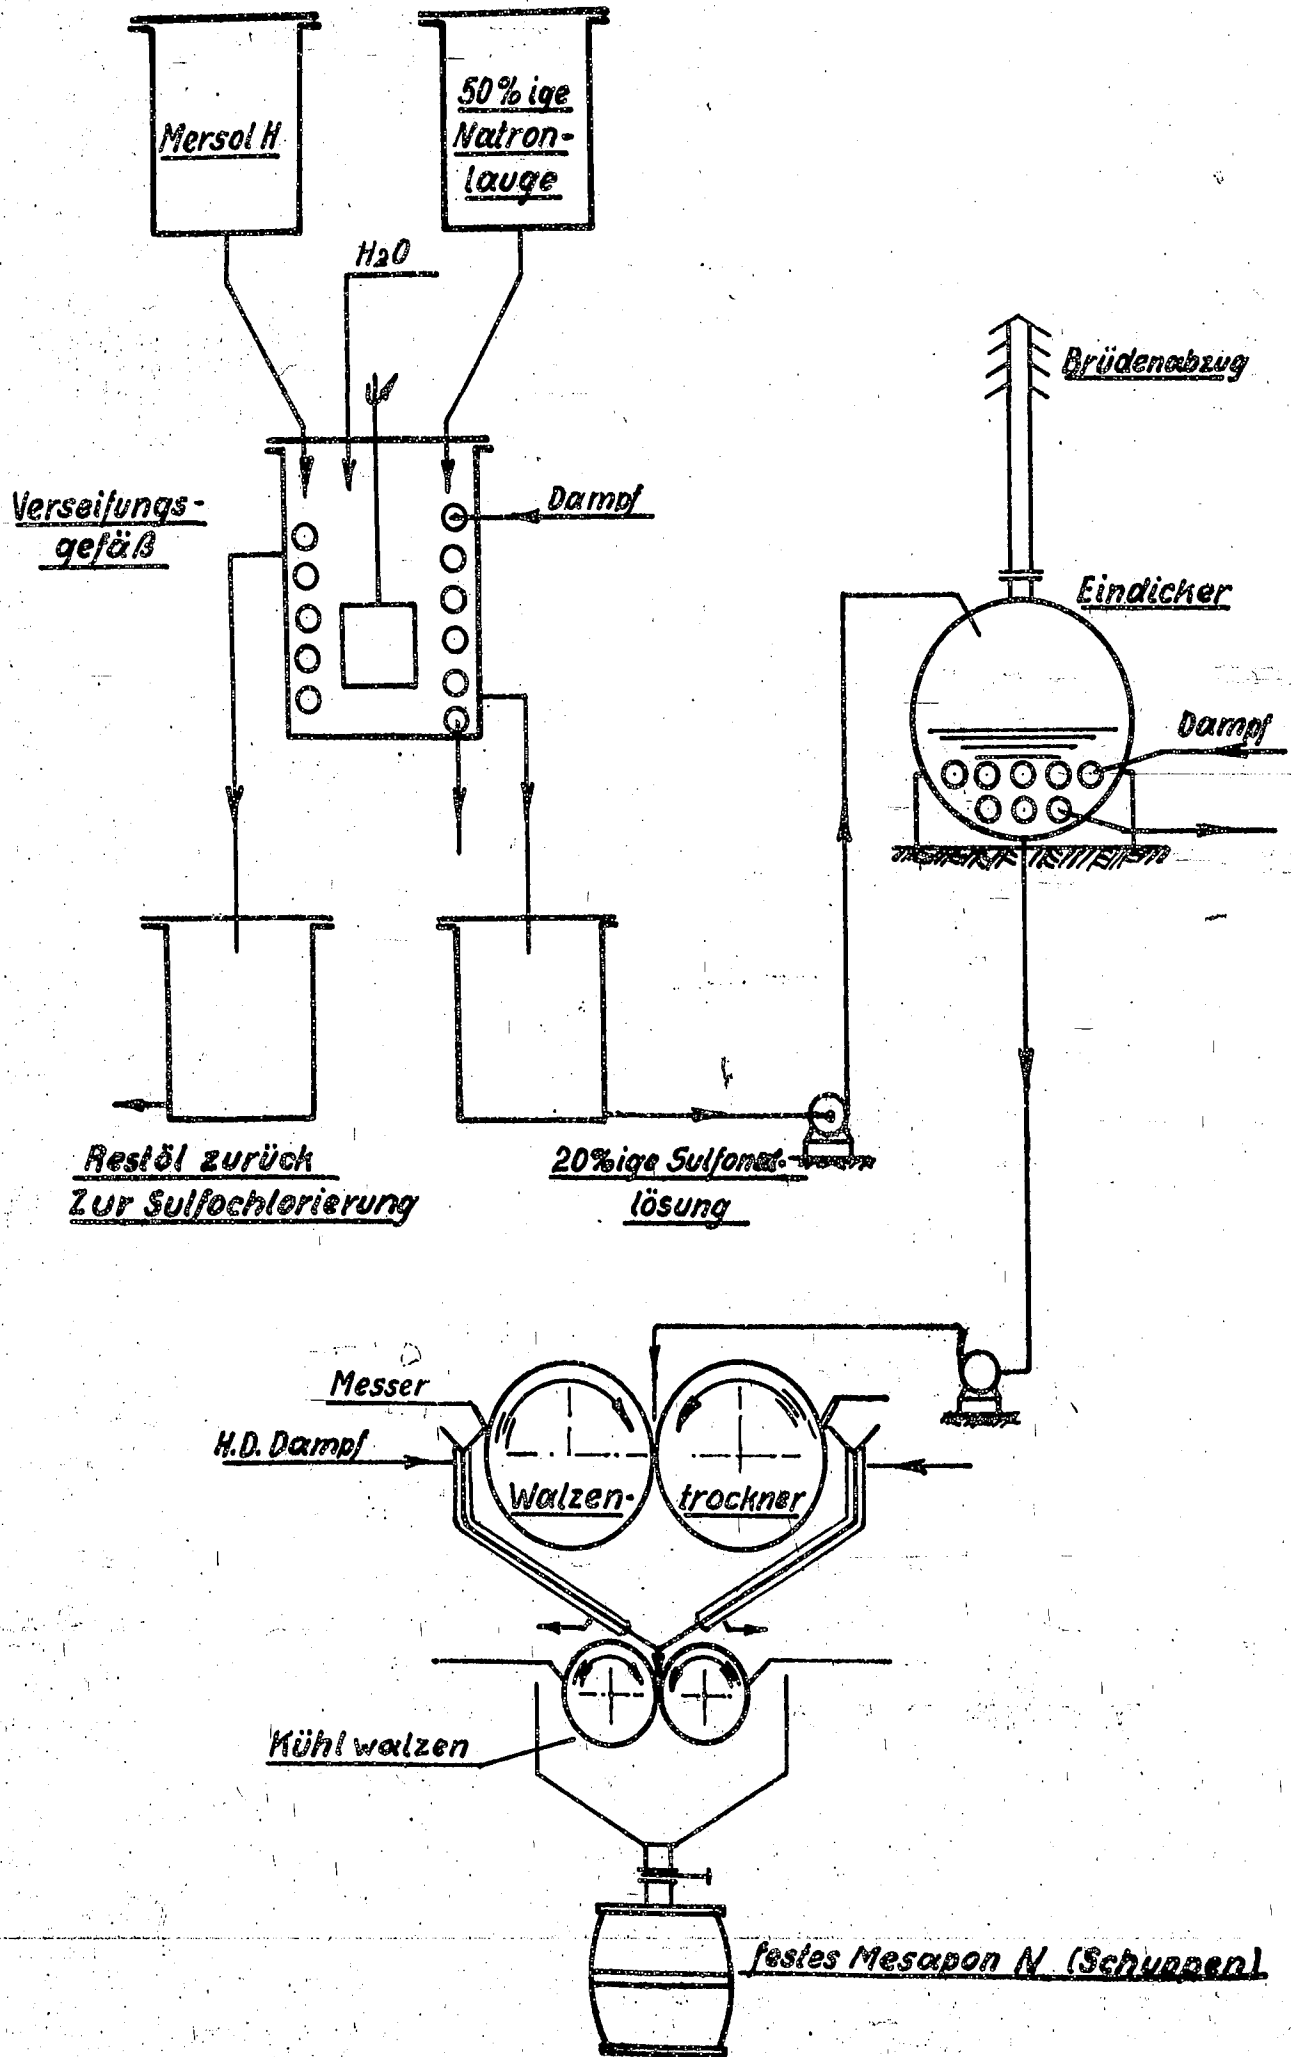 Mersol H
50% ige
Natron-
lauge
H2O
Brüdenabzug
Verseifungs-
gefäß
Dampf
Eindicker
Dampf
Restöl zurück
Zur Sulfochlorierung
20%ige Sulfonat-
lösung
Messer
H.D. Dampf
Walzen-
trockner
Kühlwalzen
festes Mesapon N (Schuppen)